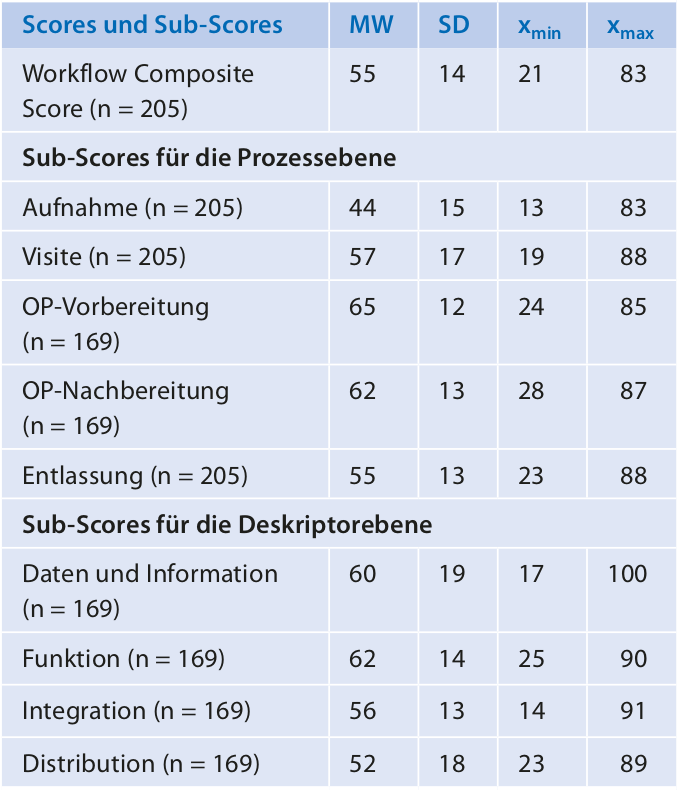 Scores und Sub-Scores MW SD xmin xmax
Workflow Composite 55 14 21 83
Score (n = 205)
Sub-Scores für die Prozessebene
Aufnahme (n = 205) 44 15 13 83
Visite (n = 205) 57 17 19 88
OP-Vorbereitung 65 12 24 85
(n = 169)
OP-Nachbereitung 62 13 28 87
(n = 169)
Entlassung (n = 205) 55 13 23 88
Sub-Scores für die Deskriptorebene
Daten und Information 60 19 17 100
(n = 169)
Funktion (n = 169) 62 14 25 90
Integration (n = 169) 56 13 14 91
Distribution (n = 169) 52 18 23 89